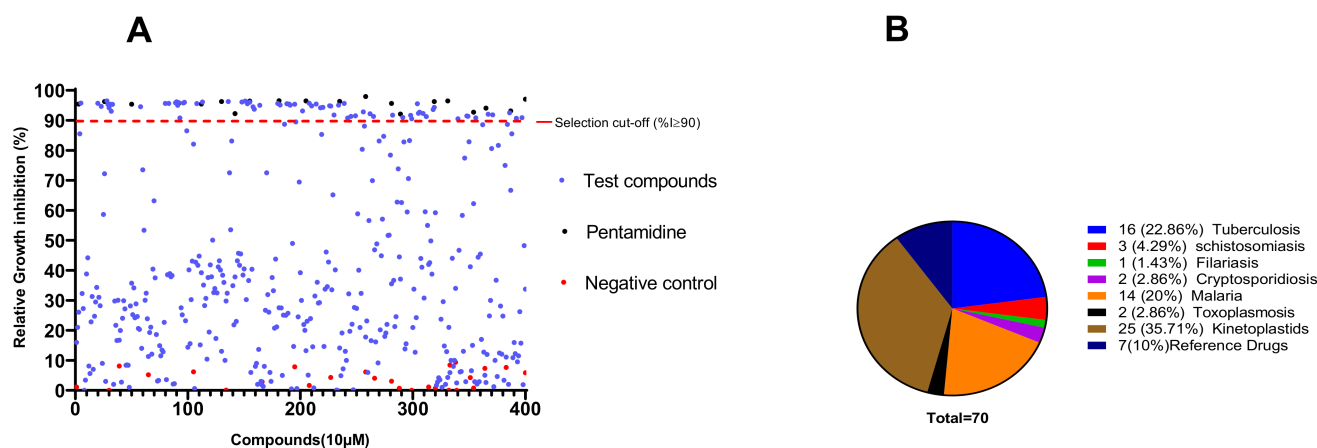 A
B
Relative Growth inhibition (%)
100
90
80
70
60
50
40
30
20
10
0
0
100
200
300
400
Compounds(10µM)
Selection cut-off (%I≥90)
Test compounds
Pentamidine
Negative control
16 (22.86%) Tuberculosis
3 (4.29%) schistosomiasis
1 (1.43%) Filariasis
2 (2.86%) Cryptosporidiosis
14 (20%) Malaria
2 (2.86%) Toxoplasmosis
25 (35.71%) Kinetoplastids
7(10%)Reference Drugs
Total=70